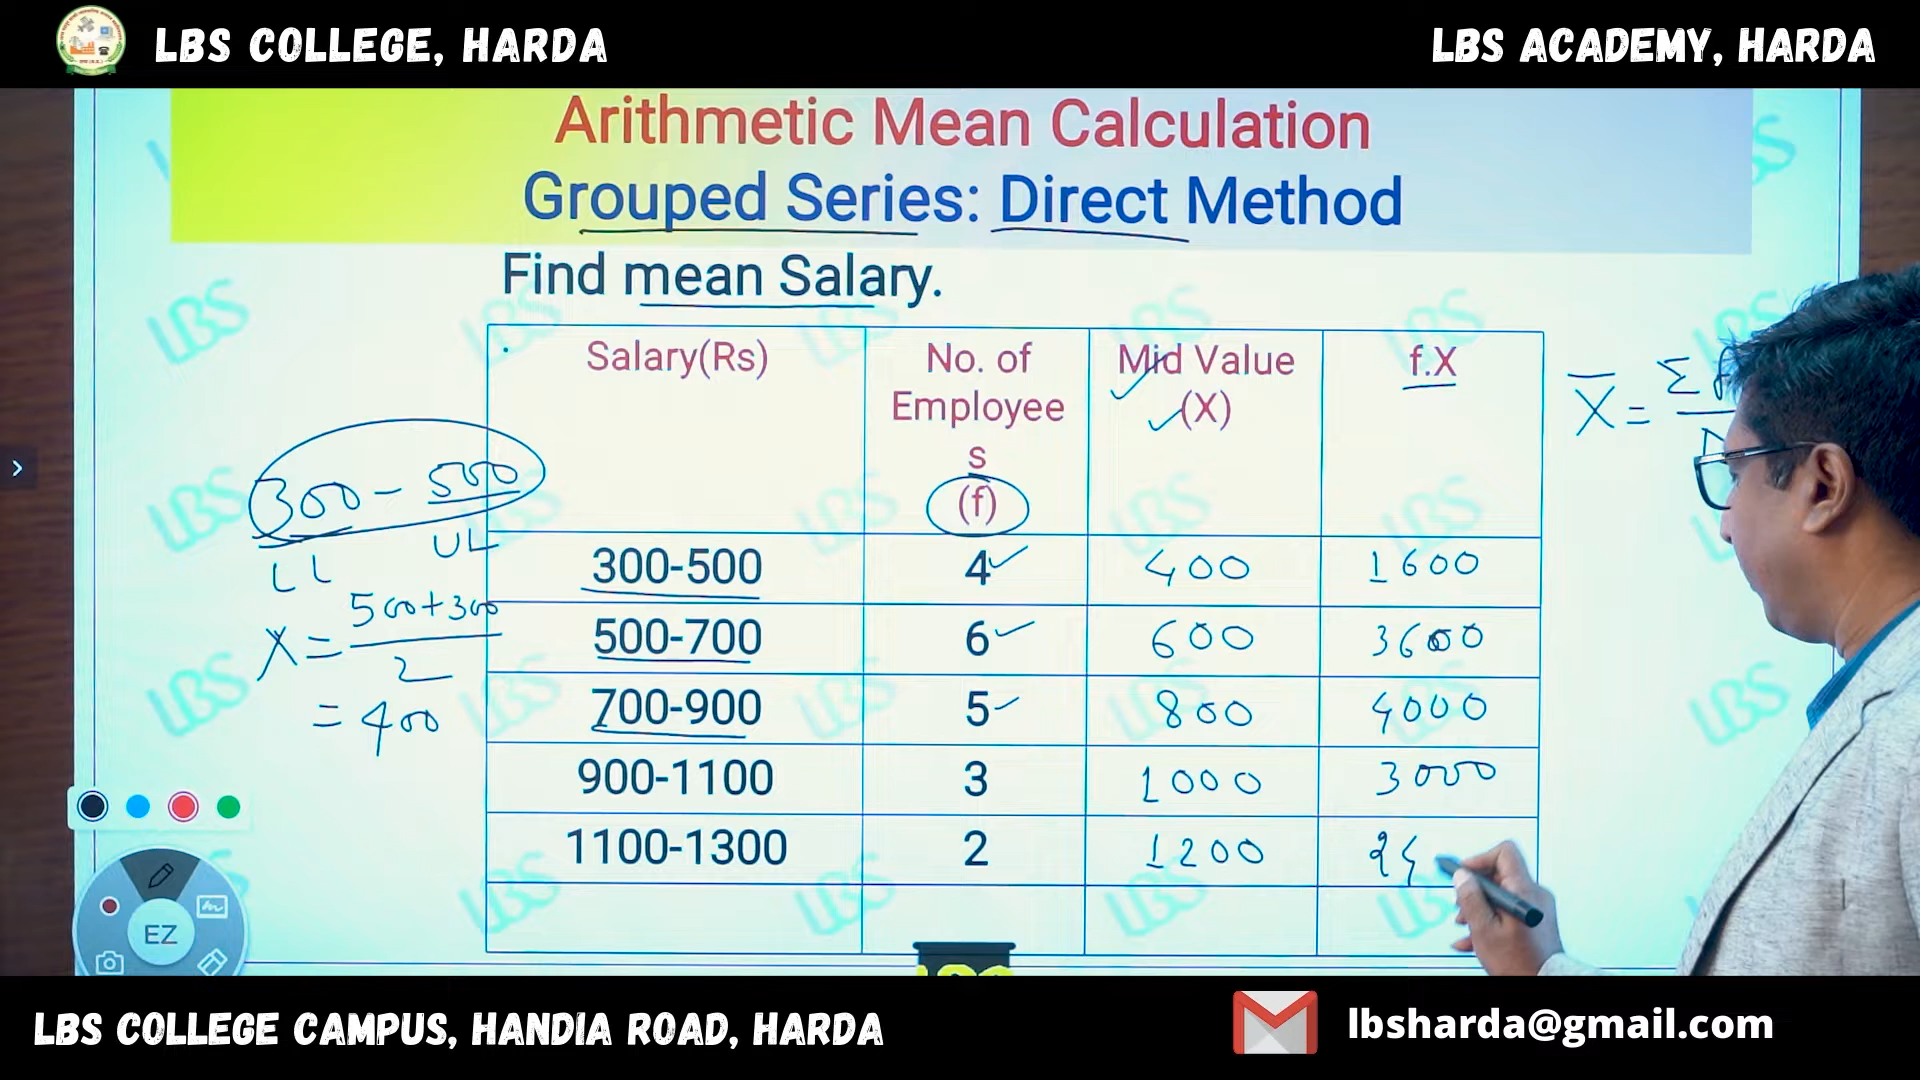 LBS COLLEGE, HARDA
LBS ACADEMY, HARDA
Arithmetic Mean Calculation
Grouped Series: Direct Method
Find mean Salary.
Salary(Rs) No. of Employee s (f) Mid Value (X) f.X
300-500 4 400 1600
500-700 6 600 3600
700-900 5 800 4000
900-1100 3 1000 3000
1100-1300 2 1200 24
300 - 500
LL UL
X = 500+300
2
= 400
X̄ = Σ
EZ
LBS
LBS COLLEGE CAMPUS, HANDIA ROAD, HARDA
lbsharda@gmail.com